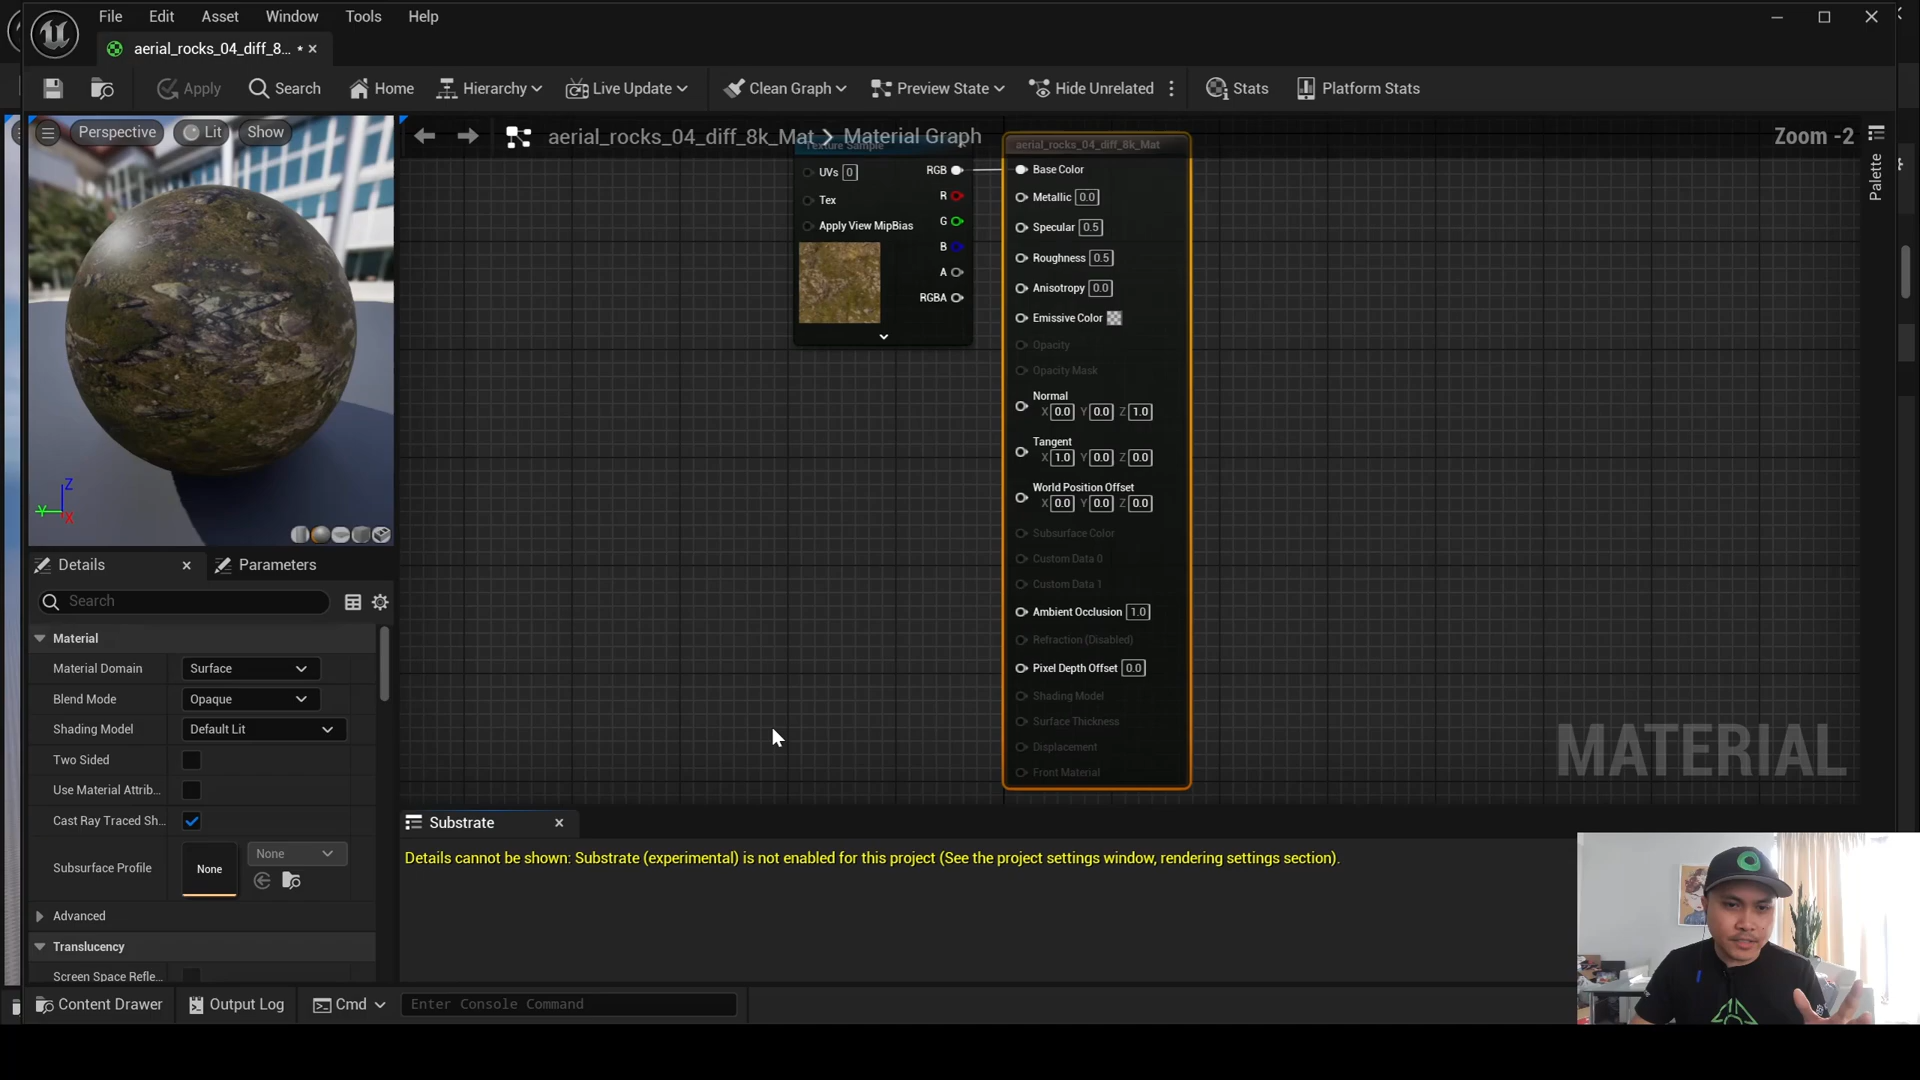 File Edit Asset Window Tools Help
aerial_rocks_04_diff_8... •
Apply Search Home Hierarchy Live Update Clean Graph Preview State Hide Unrelated Stats Platform Stats
Perspective Lit Show
aerial_rocks_04_diff_8k_Mat > Material Graph
Zoom -2
Palette
Texture Sample
UVs 0
Tex
Apply View MipBias
RGB
R
G
B
A
RGBA
aerial_rocks_04_diff_8k_Mat
Base Color
Metallic 0.0
Specular 0.5
Roughness 0.5
Anisotropy 0.0
Emissive Color
Opacity
Opacity Mask
Normal
X 0.0 Y 0.0 Z 1.0
Tangent
X 1.0 Y 0.0 Z 0.0
World Position Offset
X 0.0 Y 0.0 Z 0.0
Subsurface Color
Custom Data 0
Custom Data 1
Ambient Occlusion 1.0
Refraction (Disabled)
Pixel Depth Offset 0.0
Shading Model
Surface Thickness
Displacement
Front Material
MATERIAL
Z
Y
X
Details
Parameters
Search
Material
Material Domain Surface
Blend Mode Opaque
Shading Model Default Lit
Two Sided
Use Material Attrib...
Cast Ray Traced Sh...
Subsurface Profile None None
Advanced
Translucency
Screen Space Refle...
Substrate
Details cannot be shown: Substrate (experimental) is not enabled for this project (See the project settings window, rendering settings section).
Content Drawer Output Log Cmd Enter Console Command